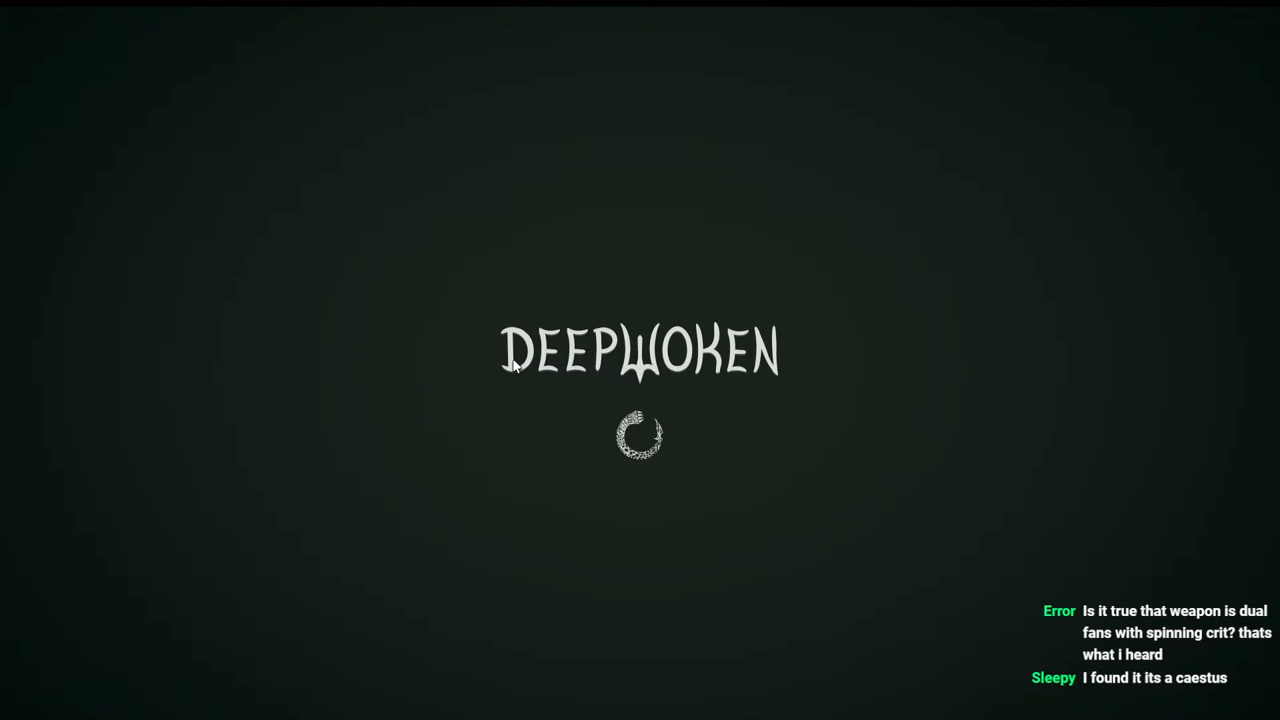 DEEPWOKEN
Error Is it true that weapon is dual
fans with spinning crit? thats
what i heard
Sleepy I found it its a caestus